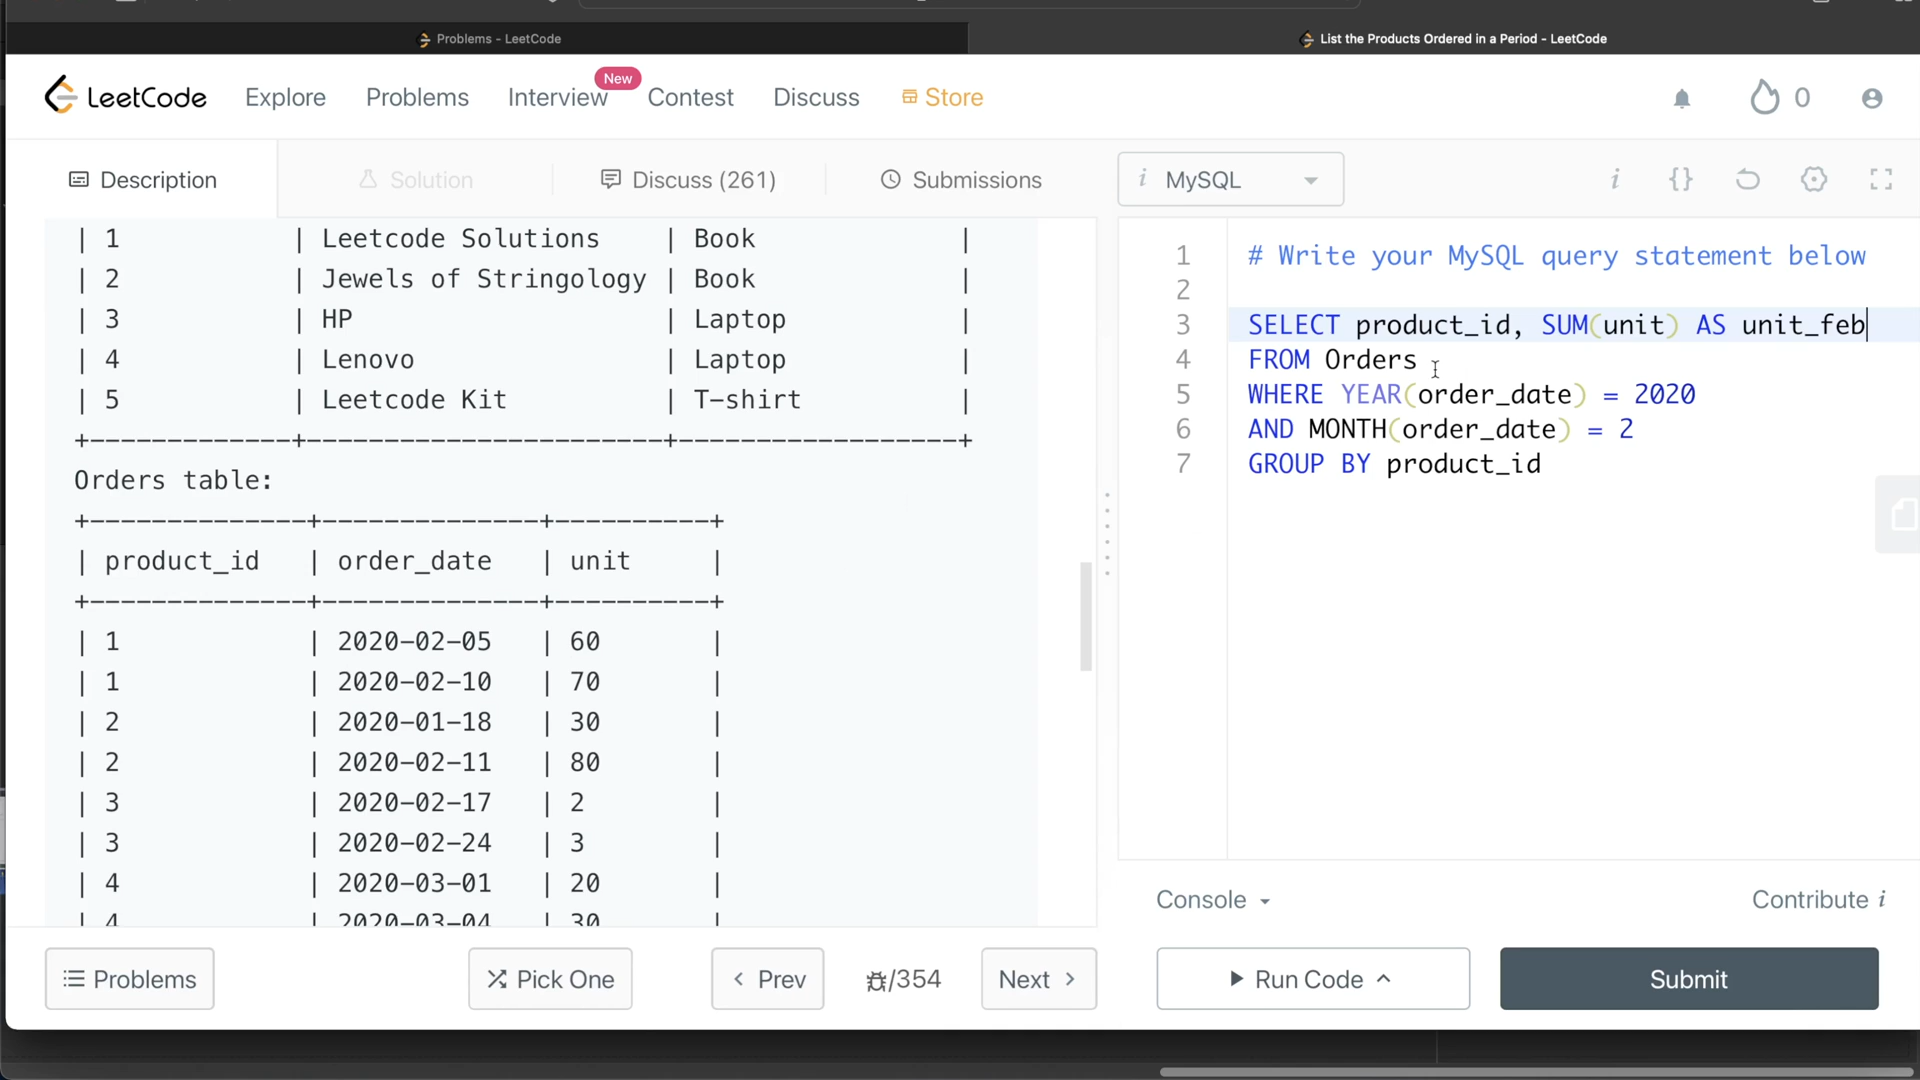 Problems - LeetCode
List the Products Ordered in a Period - LeetCode
LeetCode
Explore
Problems
Interview
New
Contest
Discuss
Store
0
Description
Solution
Discuss (261)
Submissions
i MySQL
i {}
| 1 | Leetcode Solutions | Book |
| 2 | Jewels of Stringology | Book |
| 3 | HP | Laptop |
| 4 | Lenovo | Laptop |
| 5 | Leetcode Kit | T-shirt |
+--------------+-----------------------+------------------+
Orders table:
+--------------+--------------+----------+
| product_id | order_date | unit |
+--------------+--------------+----------+
| 1 | 2020-02-05 | 60 |
| 1 | 2020-02-10 | 70 |
| 2 | 2020-01-18 | 30 |
| 2 | 2020-02-11 | 80 |
| 3 | 2020-02-17 | 2 |
| 3 | 2020-02-24 | 3 |
| 4 | 2020-03-01 | 20 |
| 4 | 2020-03-04 | 30 |
1 # Write your MySQL query statement below
2
3 SELECT product_id, SUM(unit) AS unit_feb
4 FROM Orders
5 WHERE YEAR(order_date) = 2020
6 AND MONTH(order_date) = 2
7 GROUP BY product_id
Console
Contribute i
Problems
Pick One
Prev
/354
Next
Run Code
Submit